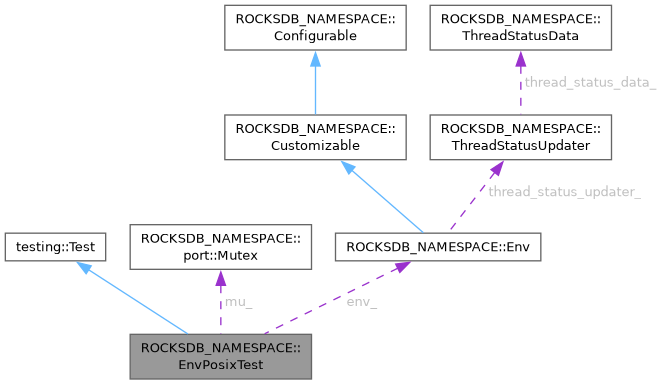 ROCKSDB_NAMESPACE::
Configurable
ROCKSDB_NAMESPACE::
ThreadStatusData
thread_status_data_
ROCKSDB_NAMESPACE::
Customizable
ROCKSDB_NAMESPACE::
ThreadStatusUpdater
thread_status_updater_
testing::Test
ROCKSDB_NAMESPACE::
port::Mutex
ROCKSDB_NAMESPACE::Env
mu_
env_
ROCKSDB_NAMESPACE::
EnvPosixTest